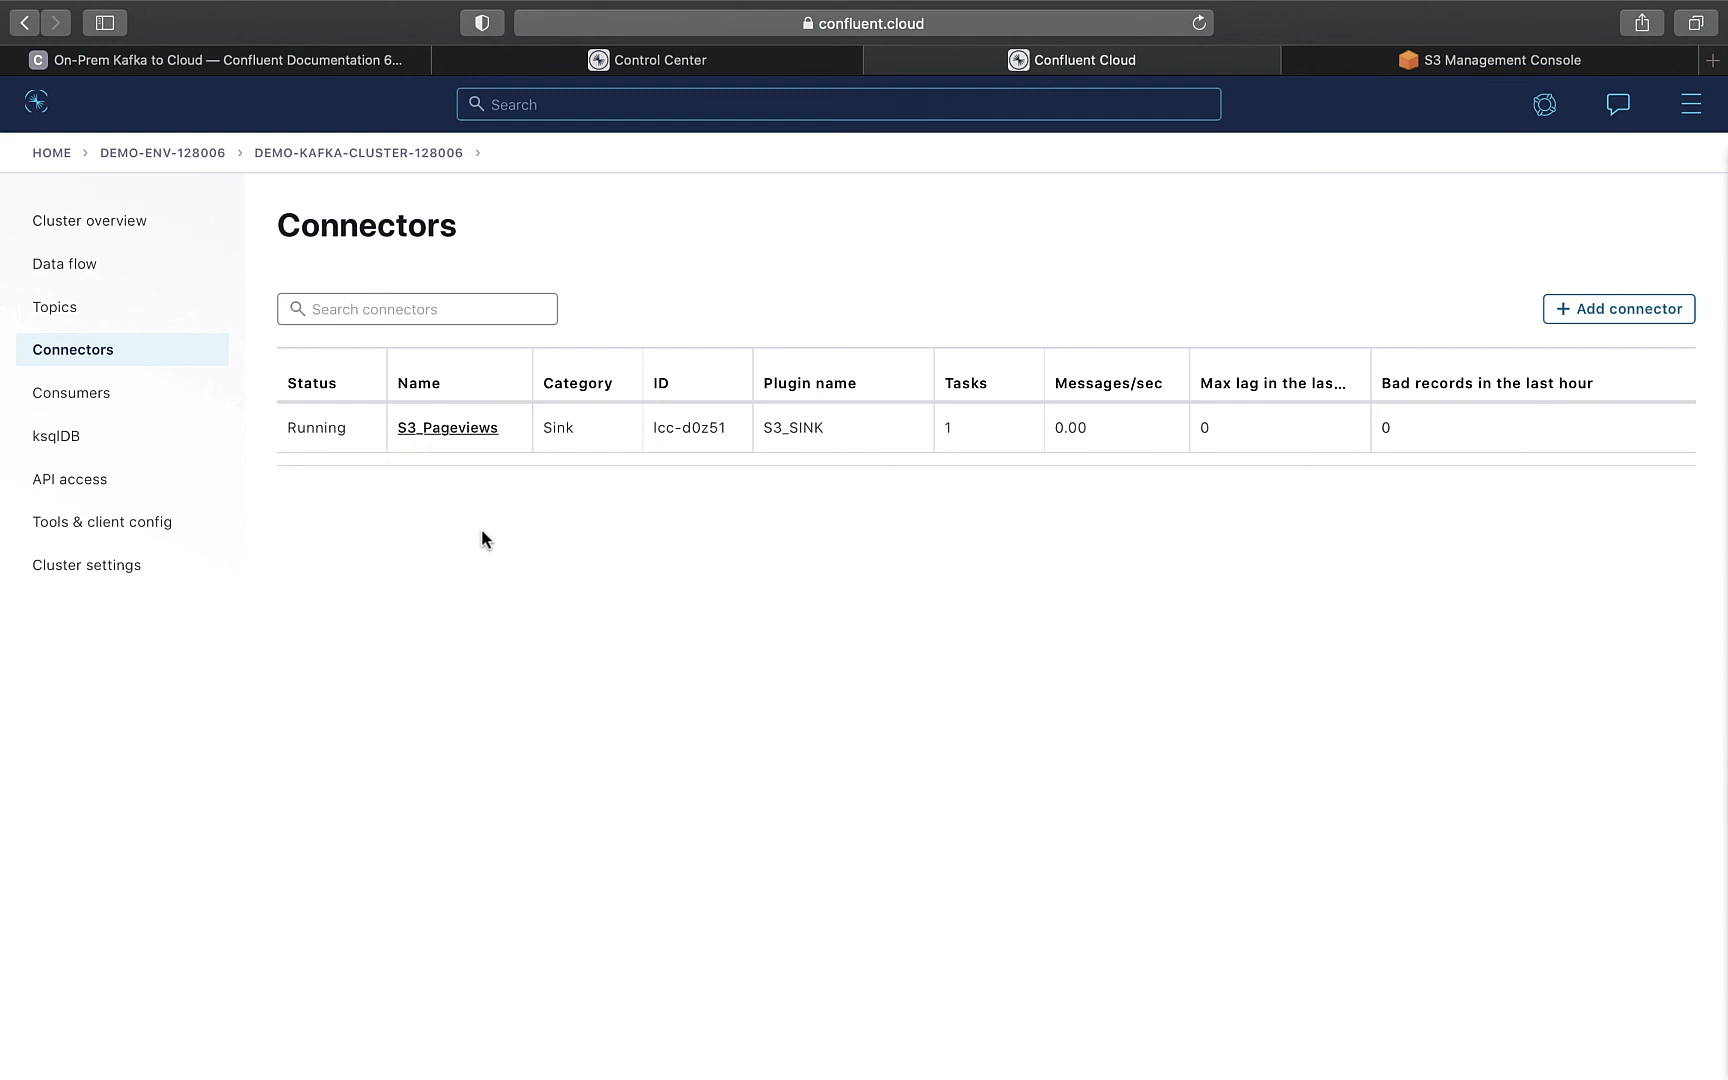 confluent.cloud
C On-Prem Kafka to Cloud — Confluent Documentation 6...
Control Center
Confluent Cloud
S3 Management Console
Search
HOME > DEMO-ENV-128006 > DEMO-KAFKA-CLUSTER-128006 >
Cluster overview
Data flow
Topics
Connectors
Consumers
ksqlDB
API access
Tools & client config
Cluster settings
Connectors
Search connectors
+ Add connector
Status Name Category ID Plugin name Tasks Messages/sec Max lag in the las... Bad records in the last hour
Running S3_Pageviews Sink lcc-d0z51 S3_SINK 1 0.00 0 0